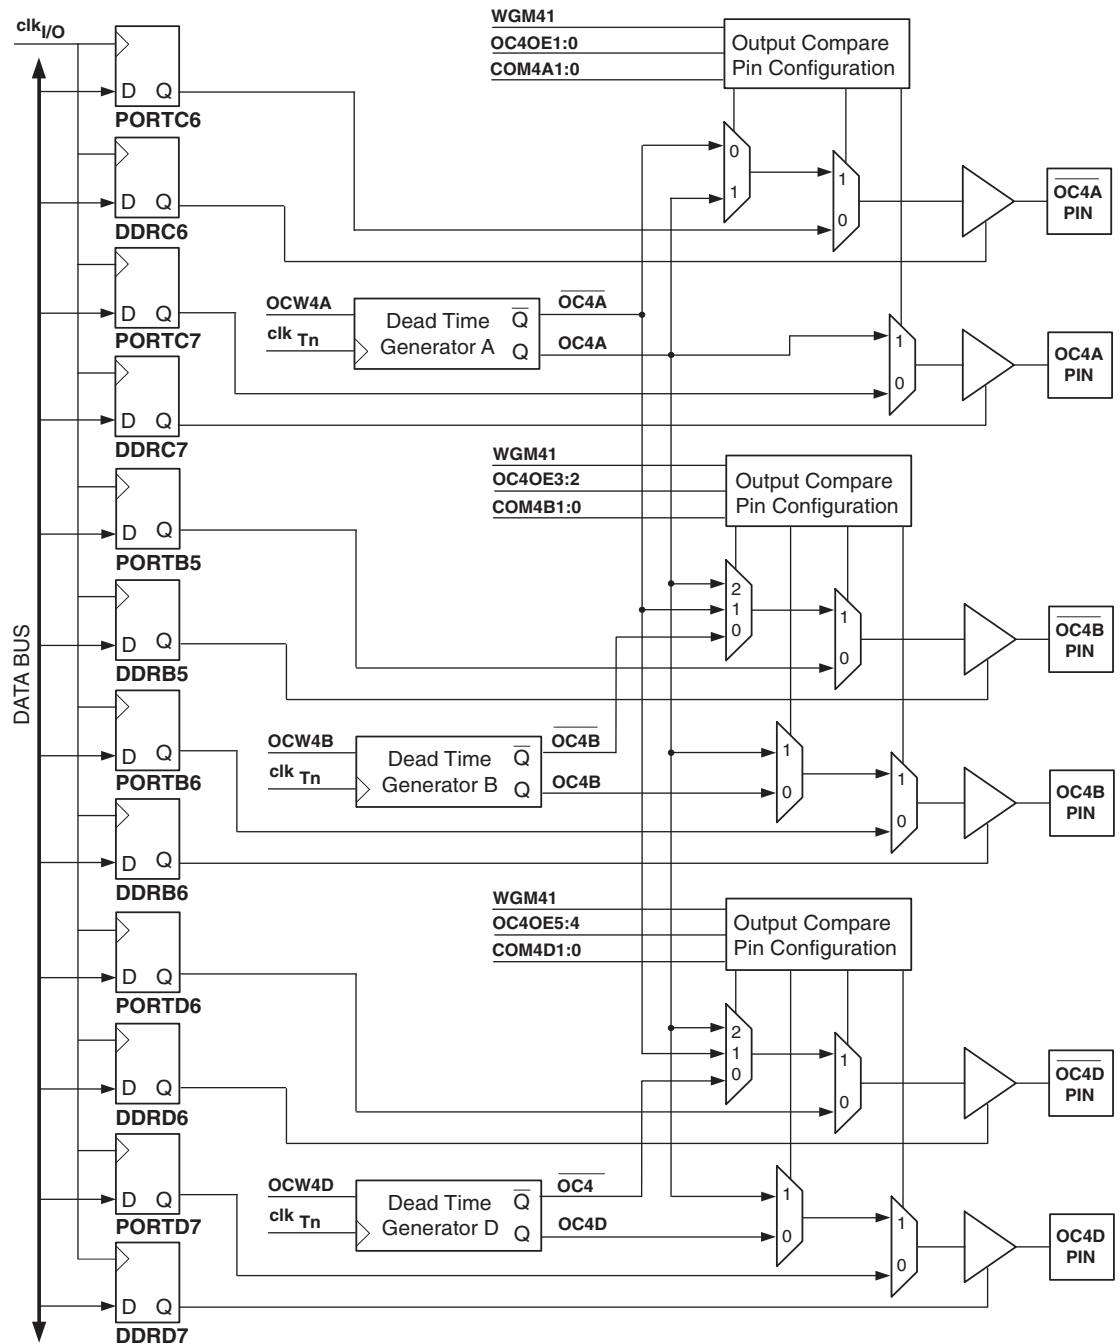 clk I/O
WGM41
OC4OE1:0
COM4A1:0
Output Compare
Pin Configuration
D Q
PORTC6
0
1
1
0
OC4A
PIN
D Q
DDRC6
D Q
PORTC7
OCW4A
clk Tn
Dead Time
Generator A
Q
Q
OC4A
OC4A
1
0
OC4A
PIN
D Q
DDRC7
WGM41
OC4OE3:2
COM4B1:0
Output Compare
Pin Configuration
D Q
PORTB5
2
1
0
1
0
OC4B
PIN
D Q
DDRB5
DATA BUS
D Q
PORTB6
OCW4B
clk Tn
Dead Time
Generator B
Q
Q
OC4B
OC4B
1
0
1
0
OC4B
PIN
D Q
DDRB6
WGM41
OC4OE5:4
COM4D1:0
Output Compare
Pin Configuration
D Q
PORTD6
2
1
0
1
0
OC4D
PIN
D Q
DDRD6
D Q
PORTD7
OCW4D
clk Tn
Dead Time
Generator D
Q
Q
OC4
OC4D
1
0
1
0
OC4D
PIN
D Q
DDRD7